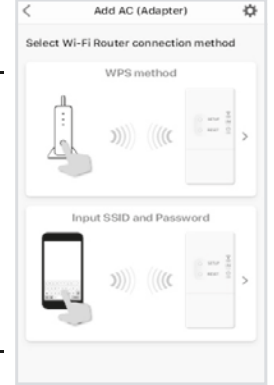 Add AC (Adapter)
Select Wi-Fi Router connection method
WPS method
Input SSID and Password